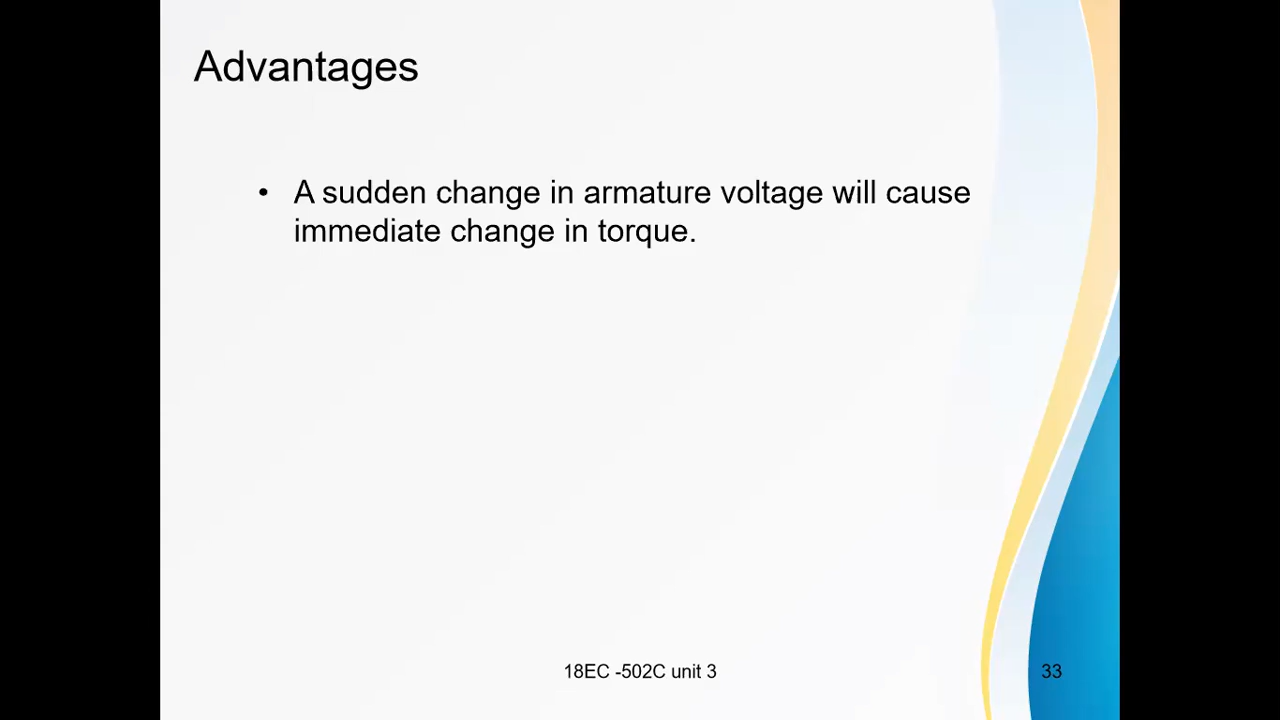 Advantages
• A sudden change in armature voltage will cause
immediate change in torque.
18EC -502C unit 3
33